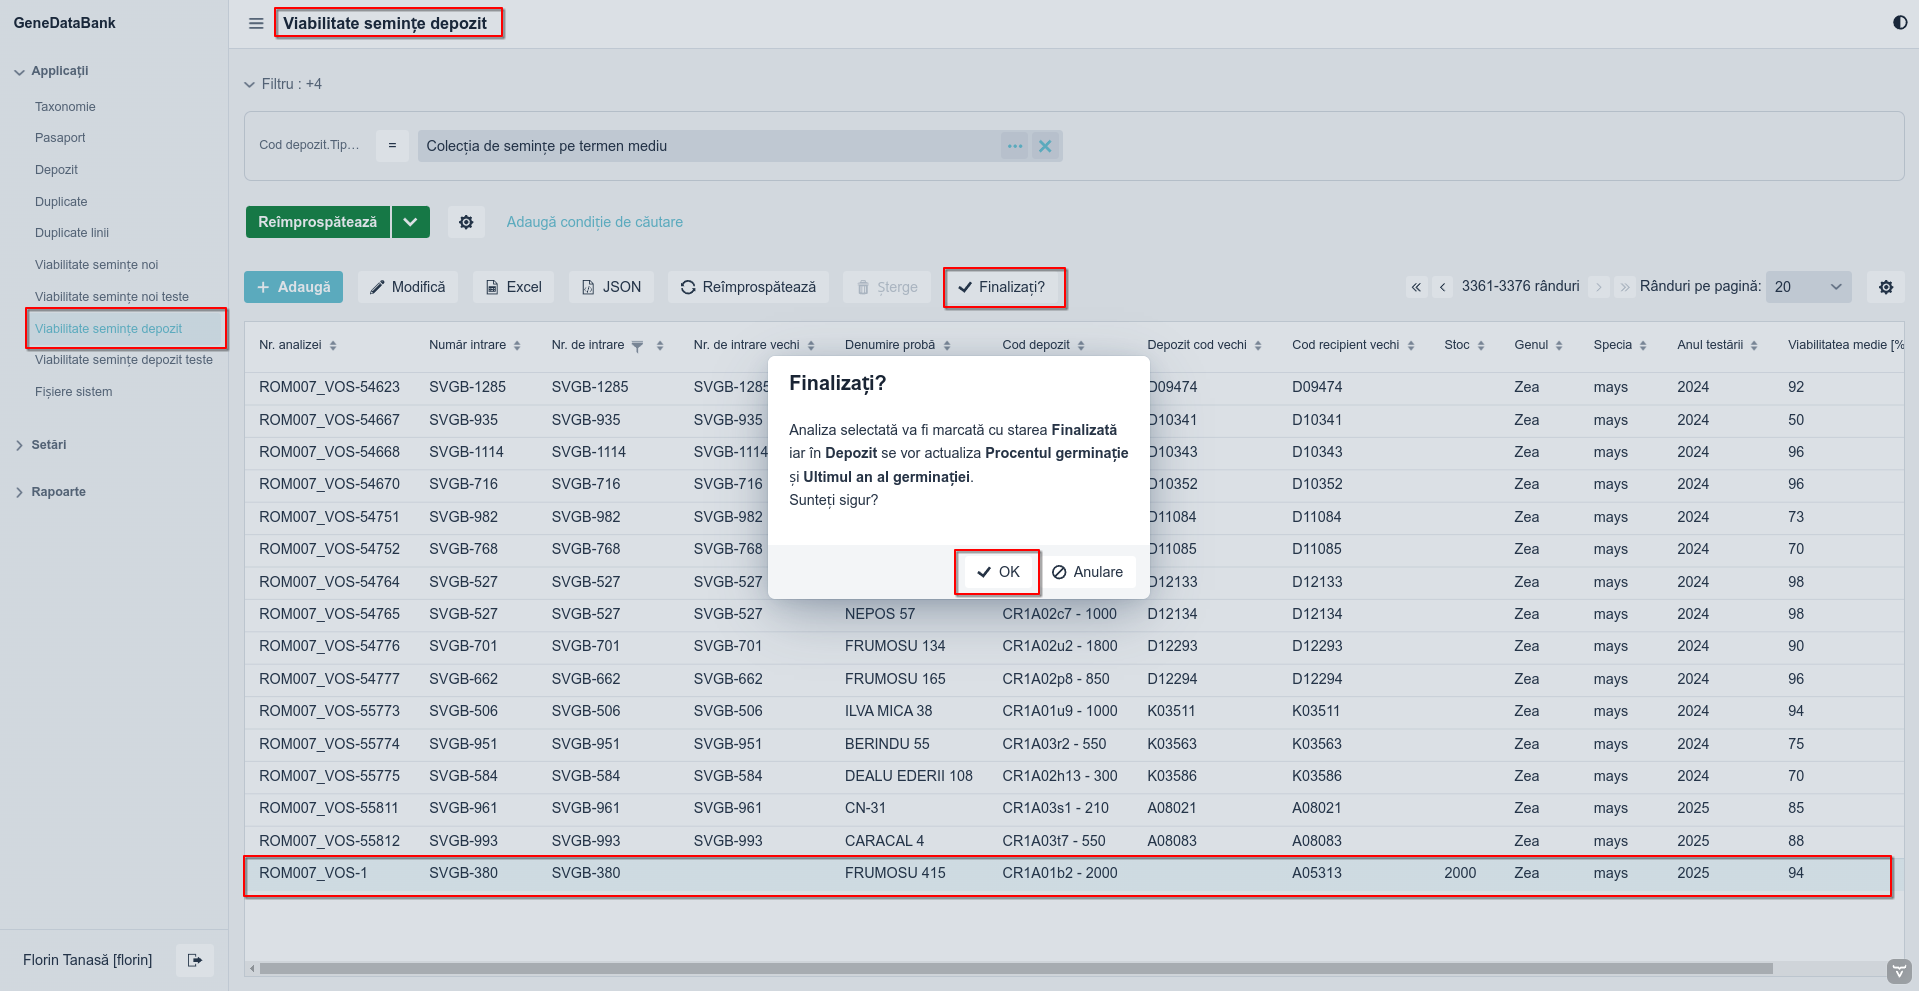 GeneDataBank
Viabilitate semințe depozit
Applicații
Taxonomie
Pasaport
Depozit
Duplicate
Duplicate linii
Viabilitate semințe noi
Viabilitate semințe noi teste
Viabilitate semințe depozit
Viabilitate semințe depozit teste
Fișiere sistem
Setări
Rapoarte
Florin Tanasă [florin]
Filtru : +4
Cod depozit.Tip... = Colecția de semințe pe termen mediu
Reîmprospătează Adaugă condiție de căutare
+ Adaugă Modifică Excel JSON Reîmprospătează Șterge Finalizați? 3361-3376 rânduri Rânduri pe pagină: 20
Nr. analizei Număr intrare Nr. de intrare Nr. de intrare vechi Denumire probă Cod depozit Depozit cod vechi Cod recipient vechi Stoc Genul Specia Anul testării Viabilitatea medie [%
ROM007_VOS-54623 SVGB-1285 SVGB-1285 SVGB-1285 D09474 D09474 Zea mays 2024 92
ROM007_VOS-54667 SVGB-935 SVGB-935 SVGB-935 D10341 D10341 Zea mays 2024 50
ROM007_VOS-54668 SVGB-1114 SVGB-1114 SVGB-1114 D10343 D10343 Zea mays 2024 96
ROM007_VOS-54670 SVGB-716 SVGB-716 SVGB-716 D10352 D10352 Zea mays 2024 96
ROM007_VOS-54751 SVGB-982 SVGB-982 SVGB-982 D11084 D11084 Zea mays 2024 73
ROM007_VOS-54752 SVGB-768 SVGB-768 SVGB-768 D11085 D11085 Zea mays 2024 70
ROM007_VOS-54764 SVGB-527 SVGB-527 SVGB-527 D12133 D12133 Zea mays 2024 98
ROM007_VOS-54765 SVGB-527 SVGB-527 SVGB-527 NEPOS 57 CR1A02c7 - 1000 D12134 D12134 Zea mays 2024 98
ROM007_VOS-54776 SVGB-701 SVGB-701 SVGB-701 FRUMOSU 134 CR1A02u2 - 1800 D12293 D12293 Zea mays 2024 90
ROM007_VOS-54777 SVGB-662 SVGB-662 SVGB-662 FRUMOSU 165 CR1A02p8 - 850 D12294 D12294 Zea mays 2024 96
ROM007_VOS-55773 SVGB-506 SVGB-506 SVGB-506 ILVA MICA 38 CR1A01u9 - 1000 K03511 K03511 Zea mays 2024 94
ROM007_VOS-55774 SVGB-951 SVGB-951 SVGB-951 BERINDU 55 CR1A03r2 - 550 K03563 K03563 Zea mays 2024 75
ROM007_VOS-55775 SVGB-584 SVGB-584 SVGB-584 DEALU EDERII 108 CR1A02h13 - 300 K03586 K03586 Zea mays 2024 70
ROM007_VOS-55811 SVGB-961 SVGB-961 SVGB-961 CN-31 CR1A03s1 - 210 A08021 A08021 Zea mays 2025 85
ROM007_VOS-55812 SVGB-993 SVGB-993 SVGB-993 CARACAL 4 CR1A03t7 - 550 A08083 A08083 Zea mays 2025 88
ROM007_VOS-1 SVGB-380 SVGB-380 FRUMOSU 415 CR1A01b2 - 2000 A05313 2000 Zea mays 2025 94
Finalizați?
Analiza selectată va fi marcată cu starea Finalizată
iar în Depozit se vor actualiza Procentul germinație
și Ultimul an al germinației.
Sunteți sigur?
OK Anulare